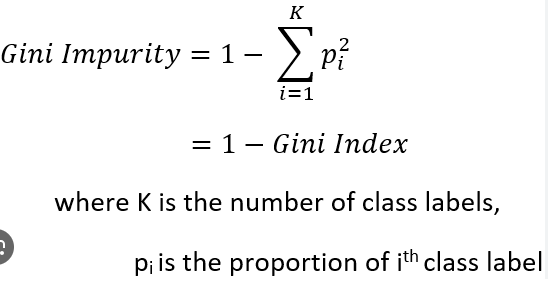 Gini Impurity = 1 − ∑_{i=1}^{K} p_i^2
= 1 − Gini Index
where K is the number of class labels,
p_i is the proportion of i^th class label